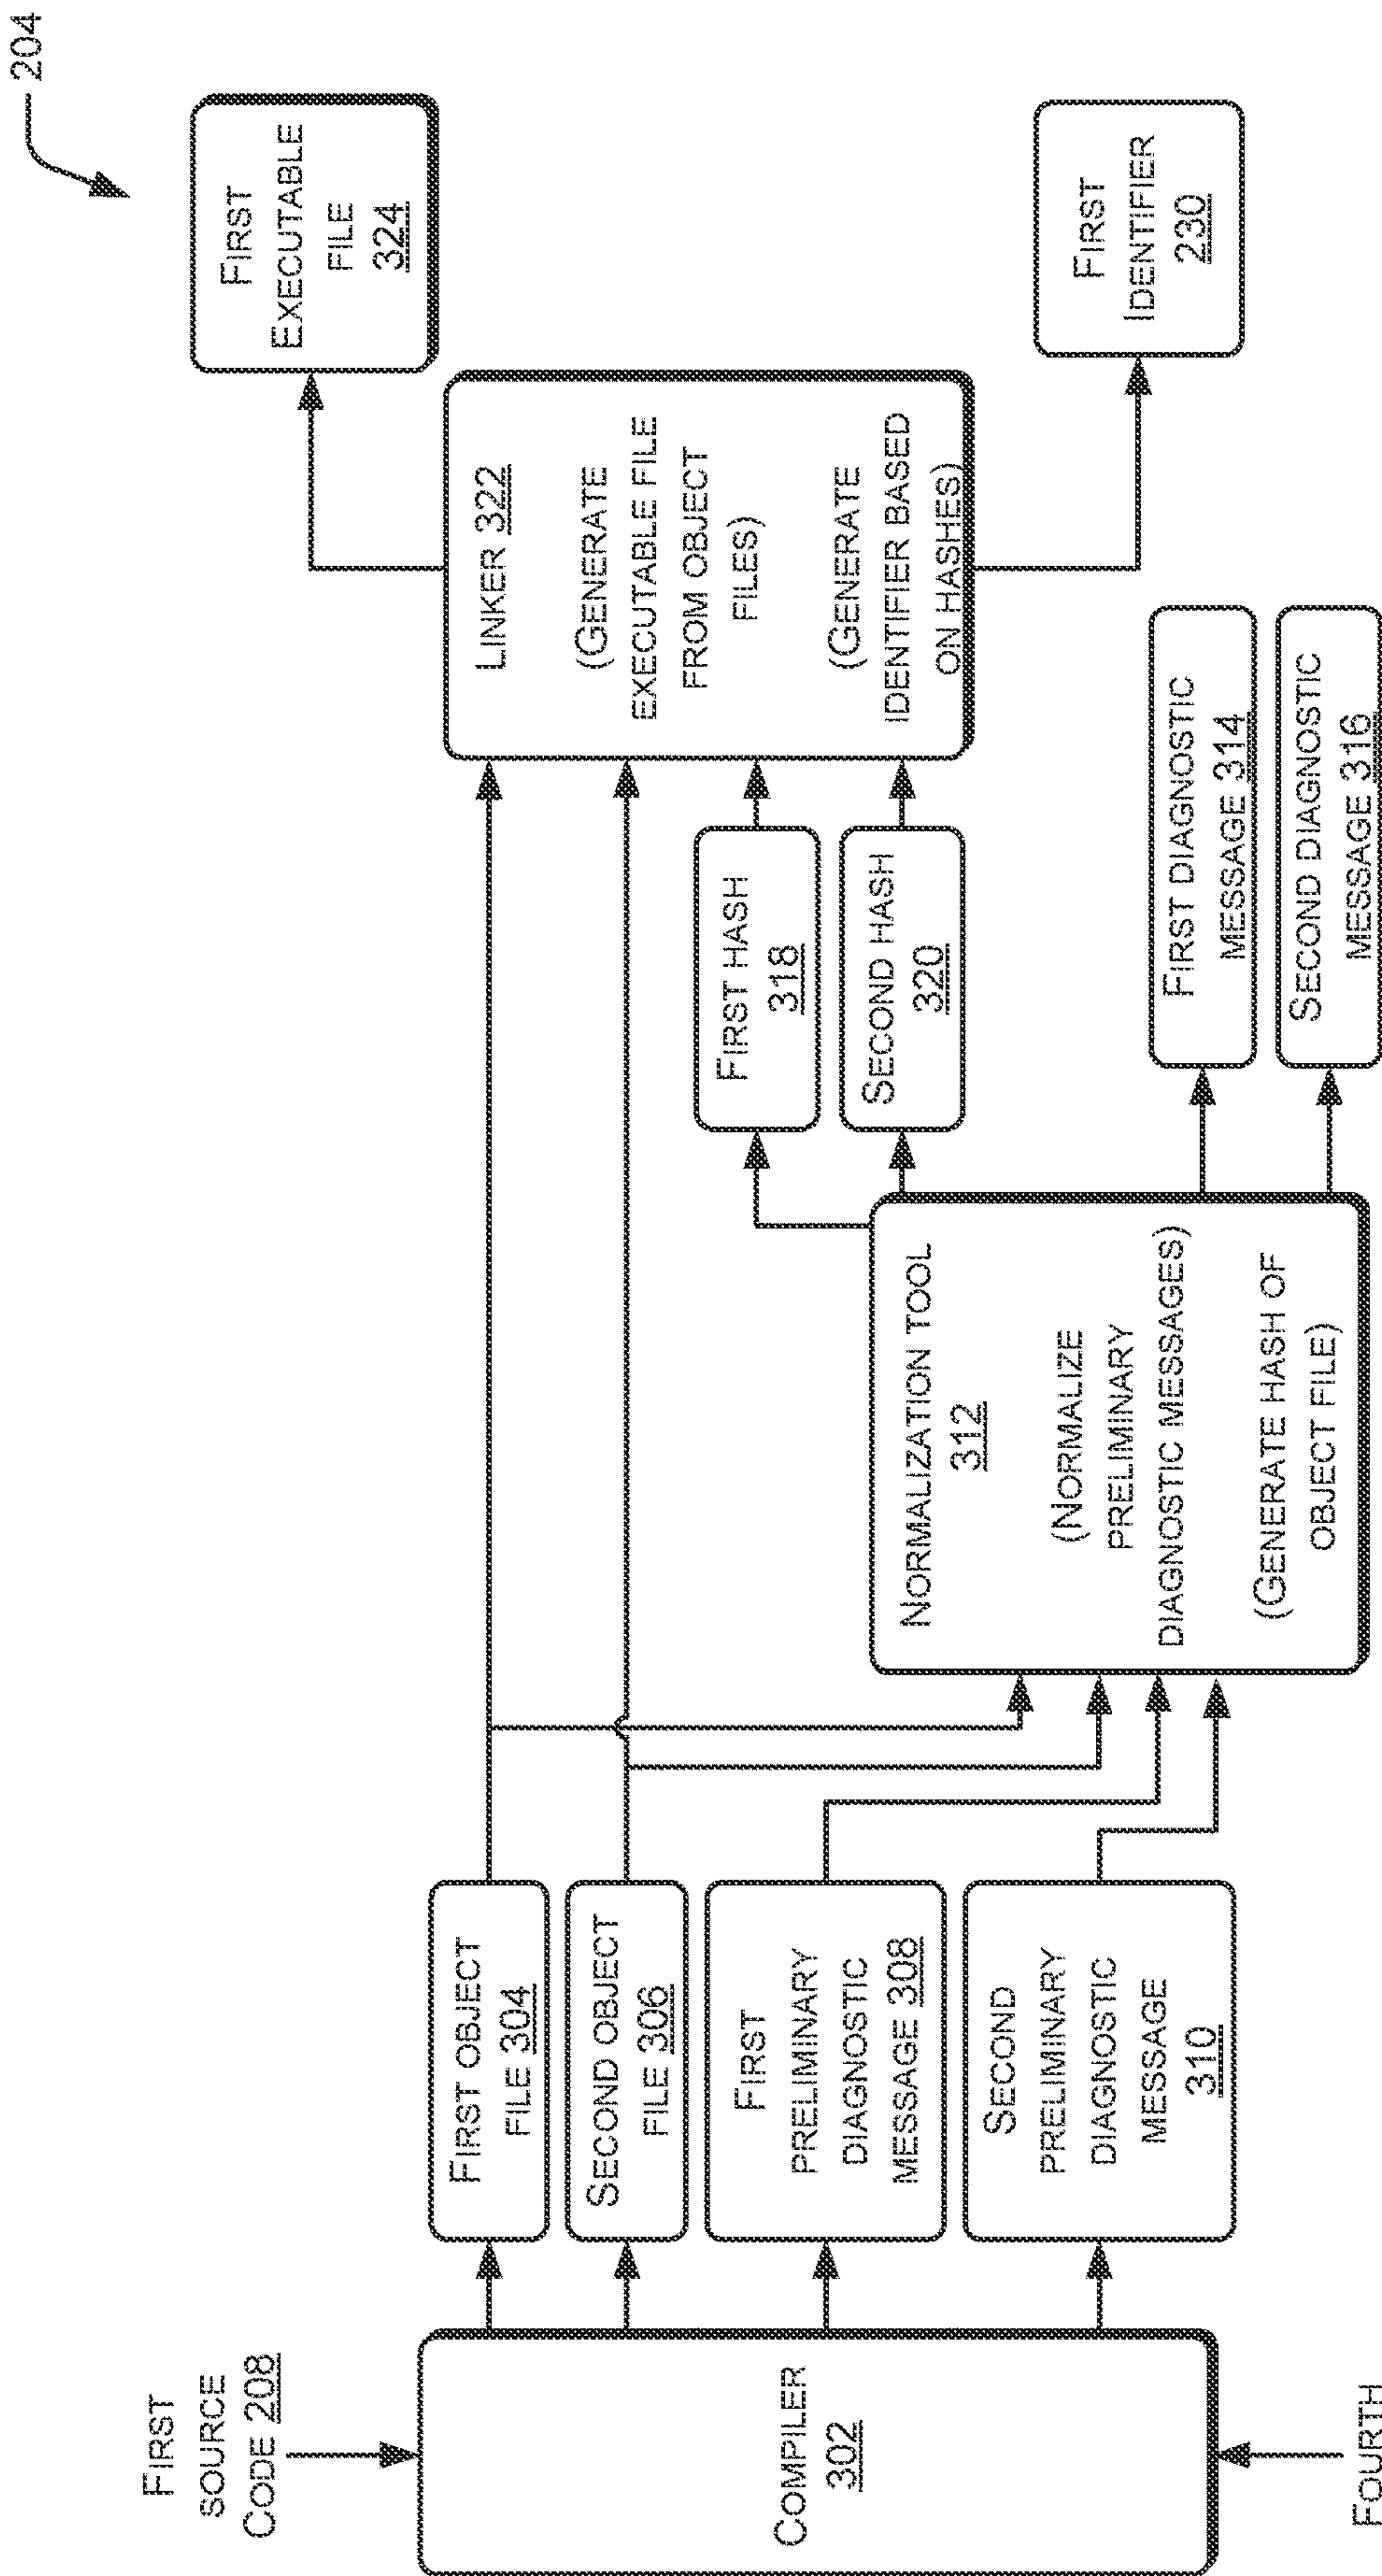 204
FIRST
SOURCE
CODE 208
COMPILER
302
FOURTH
FIRST OBJECT
FILE 304
SECOND OBJECT
FILE 306
FIRST
PRELIMINARY
DIAGNOSTIC
MESSAGE 308
SECOND
PRELIMINARY
DIAGNOSTIC
MESSAGE
310
NORMALIZATION TOOL
312
(NORMALIZE
PRELIMINARY
DIAGNOSTIC MESSAGES)
(GENERATE HASH OF
OBJECT FILE)
FIRST HASH
318
SECOND HASH
320
FIRST DIAGNOSTIC
MESSAGE 314
SECOND DIAGNOSTIC
MESSAGE 316
LINKER 322
(GENERATE
EXECUTABLE FILE
FROM OBJECT
FILES)
(GENERATE
IDENTIFIER BASED
ON HASHES)
FIRST
EXECUTABLE
FILE
324
FIRST
IDENTIFIER
230